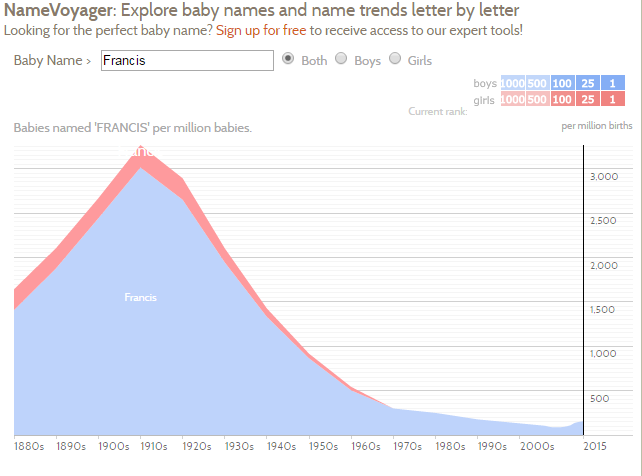 NameVoyager: Explore baby names and name trends letter by letter
Looking for the perfect baby name? Sign up for free to receive access to our expert tools!
Baby Name > Francis Both Boys Girls
boys 1000 500 100 25 1
girls 1000 500 100 25 1
Current rank:
Babies named 'FRANCIS' per million babies.
per million births
3,000
2,500
2,000
Francis
1,500
1,000
500
1880s 1890s 1900s 1910s 1920s 1930s 1940s 1950s 1960s 1970s 1980s 1990s 2000s 2015